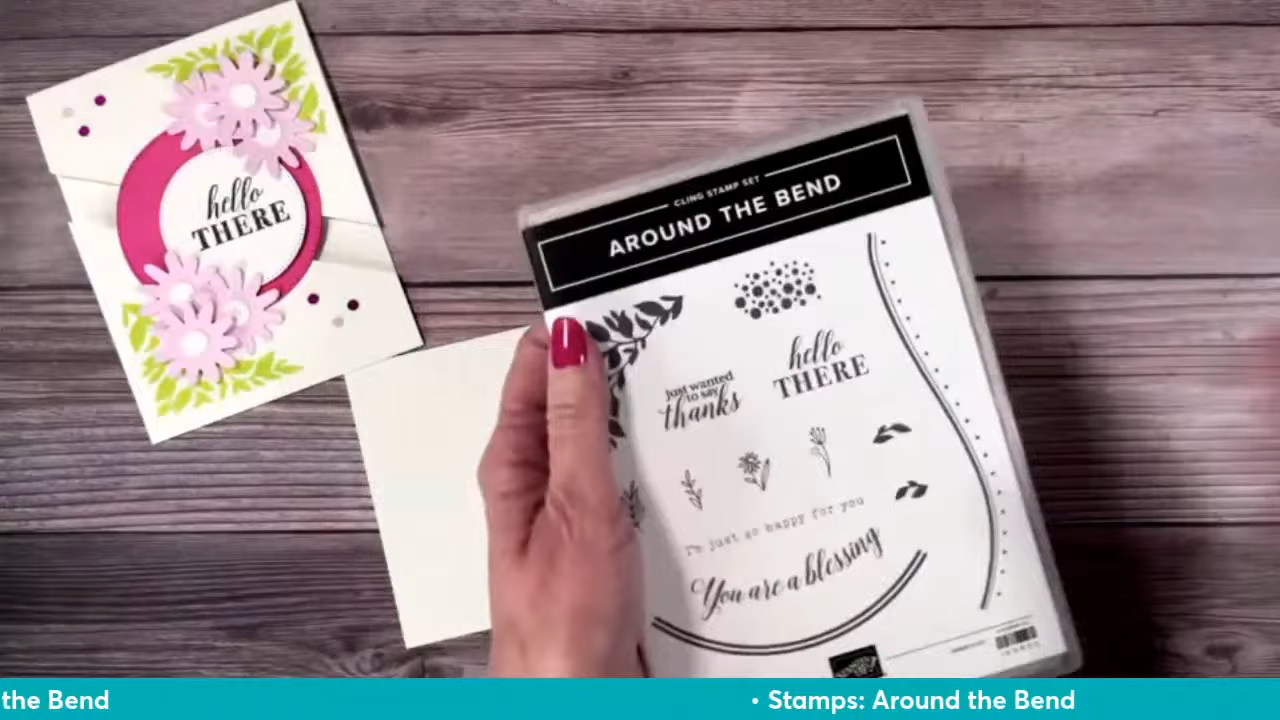 hello
THERE
CLING STAMP SET
AROUND THE BEND
hello
THERE
just wanted
to say
thanks
I'm just so happy for you
You are a blessing
the Bend
• Stamps: Around the Bend